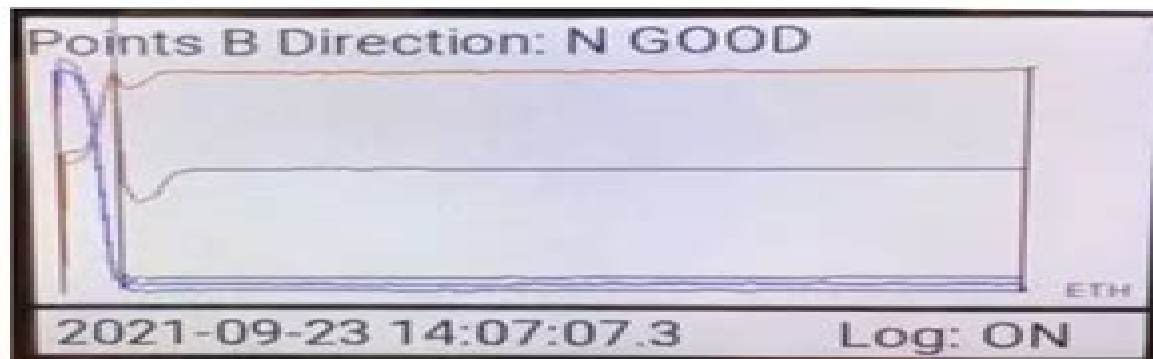 Points B Direction: N GOOD
ETH
2021-09-23 14:07:07.3 Log: ON